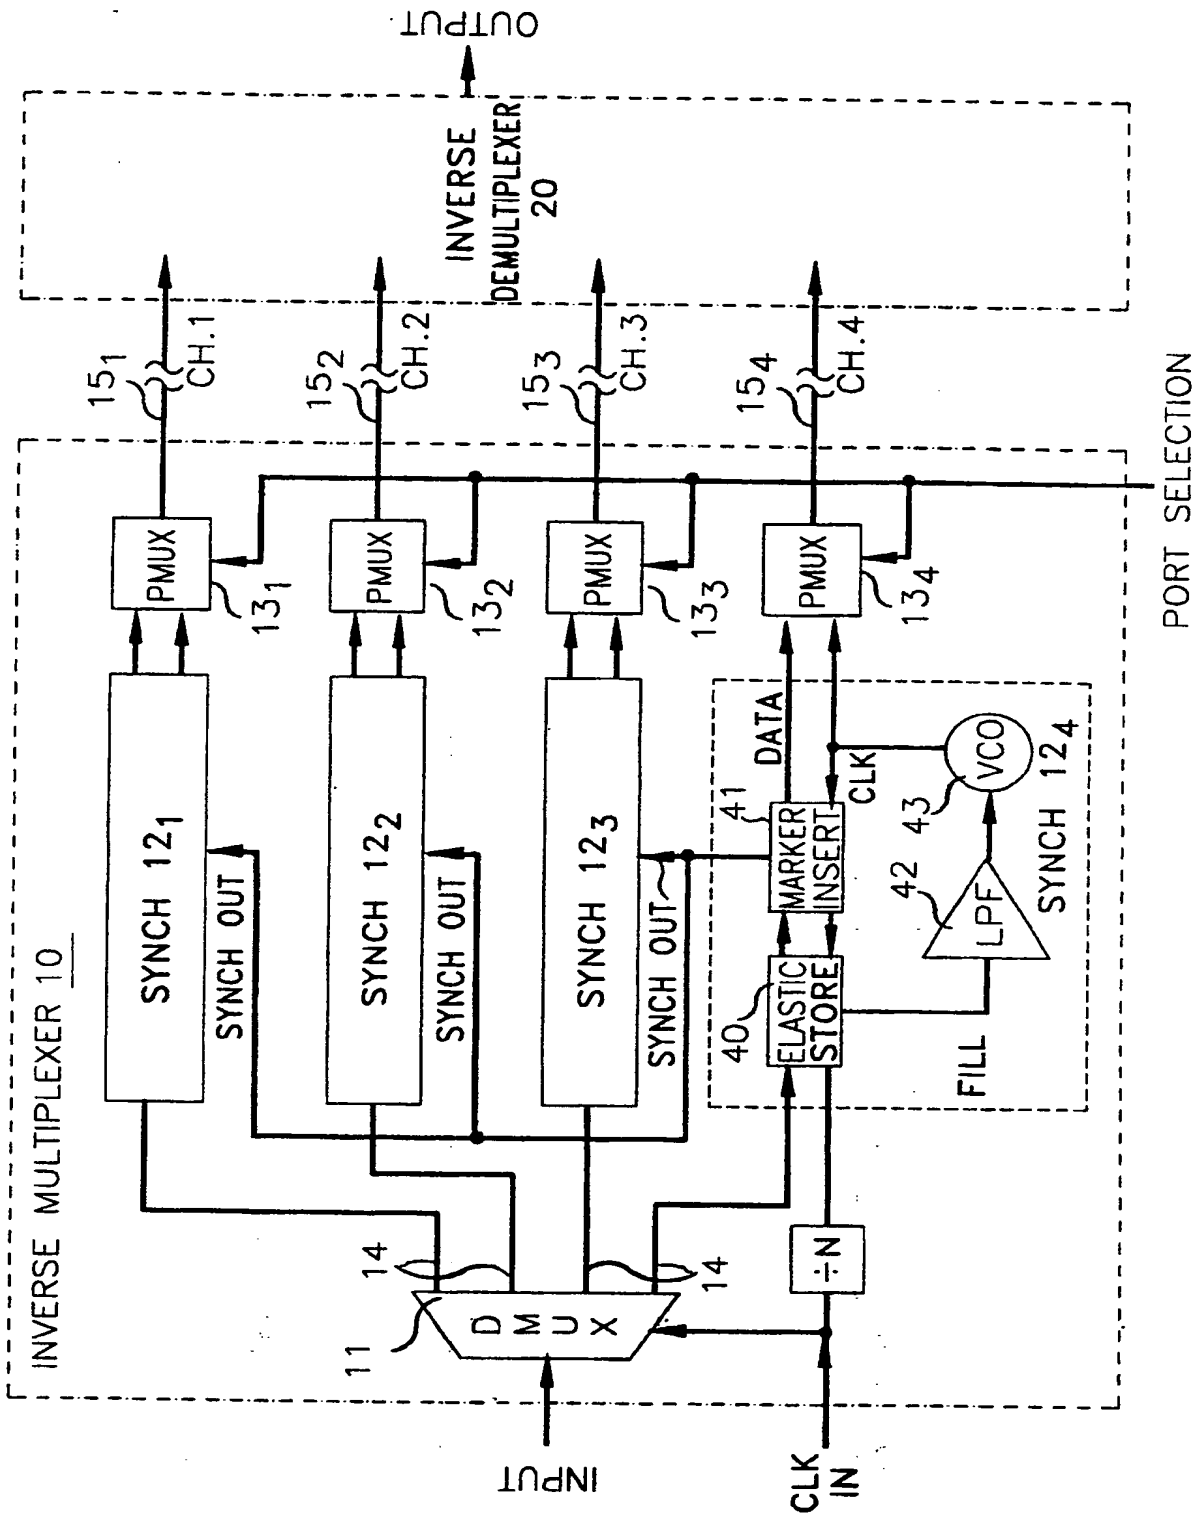 INVERSE MULTIPLEXER 10
INPUT
CLK
IN
11
D
M
U
X
14
14
÷N
SYNCH 12₁
SYNCH OUT
SYNCH 12₂
SYNCH OUT
SYNCH 12₃
SYNCH OUT
40
ELASTIC
STORE
FILL
41
MARKER
INSERT
DATA
CLK
42
LPF
43
VCO
SYNCH 12₄
PMUX
13₁
PMUX
13₂
PMUX
13₃
PMUX
13₄
PORT SELECTION
15₁
CH.1
15₂
CH.2
15₃
CH.3
15₄
CH.4
INVERSE
DEMULTIPLEXER
20
OUTPUT